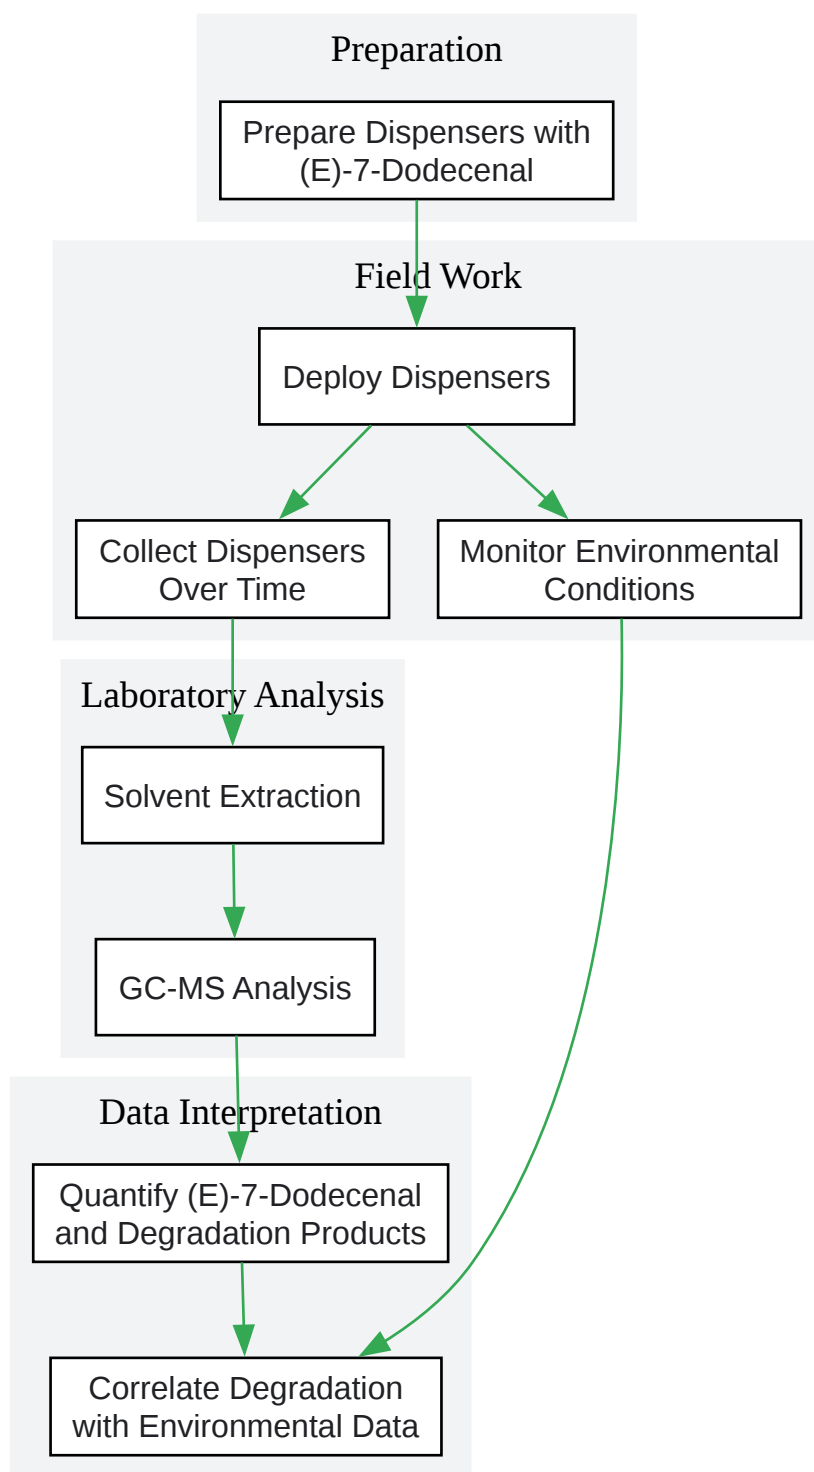 Preparation
Prepare Dispensers with
(E)-7-Dodecenal
Field Work
Deploy Dispensers
Collect Dispensers
Over Time
Monitor Environmental
Conditions
Laboratory Analysis
Solvent Extraction
GC-MS Analysis
Data Interpretation
Quantify (E)-7-Dodecenal
and Degradation Products
Correlate Degradation
with Environmental Data